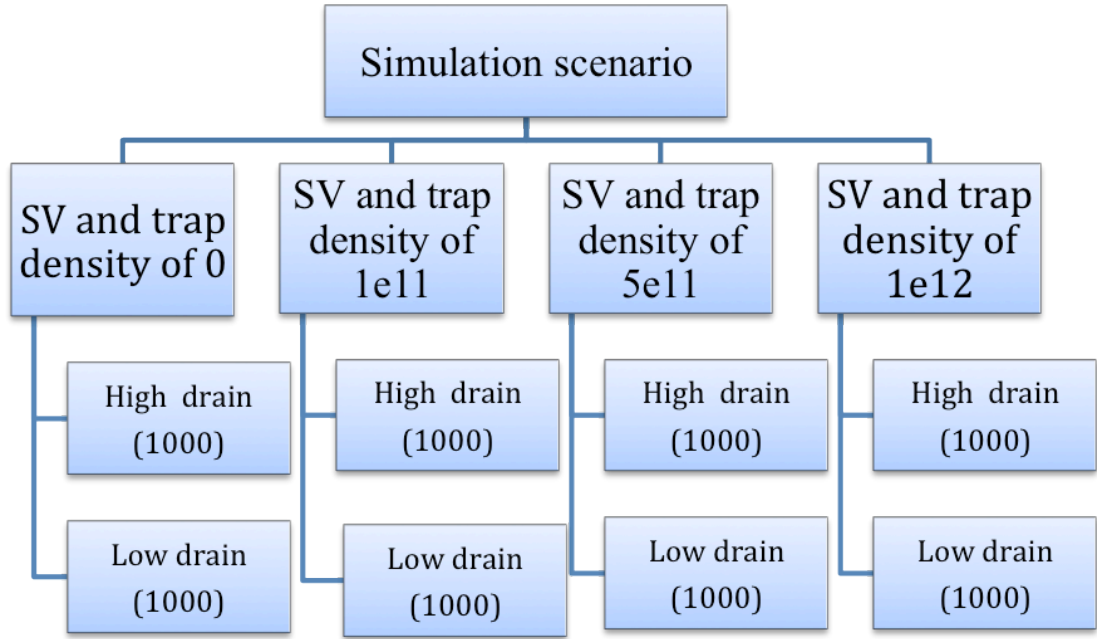 Simulation scenario
SV and trap
density of 0
SV and trap
density of
1e11
SV and trap
density of
5e11
SV and trap
density of
1e12
High drain
(1000)
High drain
(1000)
High drain
(1000)
High drain
(1000)
Low drain
(1000)
Low drain
(1000)
Low drain
(1000)
Low drain
(1000)